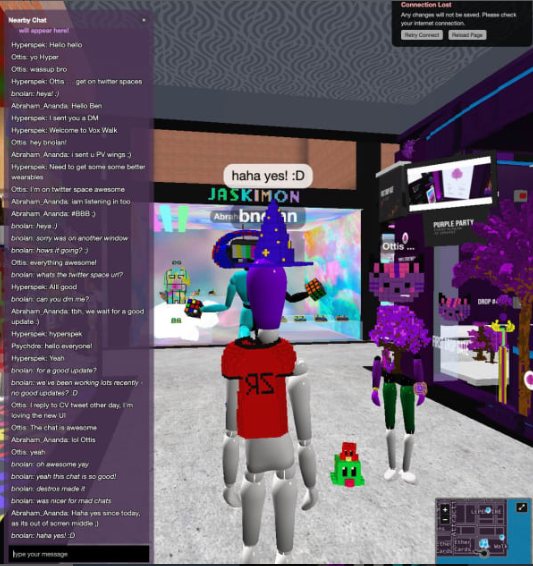 Nearby Chat
×
will appear here!
Hyperspek: Hello hello
Ottis: yo Hypar
Ottis: wassup bro
Hyperspek: Ottis . . . get on twitter spaces
bnolan: heya! :)
Abraham_Ananda: Hello Ben
Hyperspek: I sent you a DM
Hyperspek: Welcome to Vox Walk
Ottis: hey bnolan!
Abraham_Ananda: i sent u PV wings ;)
Hyperspek: Need to get some some better
wearables
Ottis: I'm on twitter space awesome
Abraham_Ananda: iam listening in too
Abraham_Ananda: #BBB ;)
bnolan: heya :)
bnolan: sorry was on another window
bnolan: hows it going? :)
Ottis: everything awesome!
bnolan: whats the twitter space url?
Hyperspek: All good
bnolan: can you dm me?
Abraham_Ananda: tbh, we wait for a good
update :)
Hyperspek: hyperspek
Psychdre: hello everyone!
Hyperspek: Yeah
bnolan: for a good update?
bnolan: we've been working lots recently -
no good updates? :D
Ottis: I reply to CV tweet other day, I'm
loving the new UI
Ottis: The chat is awesome
Abraham_Ananda: lol Ottis
Ottis: yeah
bnolan: oh awesome yay
bnolan: yeah this chat is so good!
bnolan: destros made it
bnolan: was nicer for mad chats
Abraham_Ananda: Haha yes since today,
as its out of scren middle ;)
bnolan: haha yes! :D
Type your message
Connection Lost
Any changes will not be saved. Please check
your internet connection.
Retry Connect
Reload Page
haha yes! :D
JASKIMON
Abrah
bnolan
Ottis ...
PURPLE PARTY
DROP #
+
-